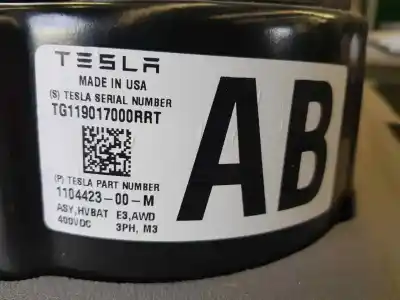 TESLA
MADE IN USA
(S) TESLA SERIAL NUMBER
TG119017000RRT
(P) TESLA PART NUMBER
1104423-00-M
ASY,HVBAT E3,AWD
400VDC 3PH, M3
AB